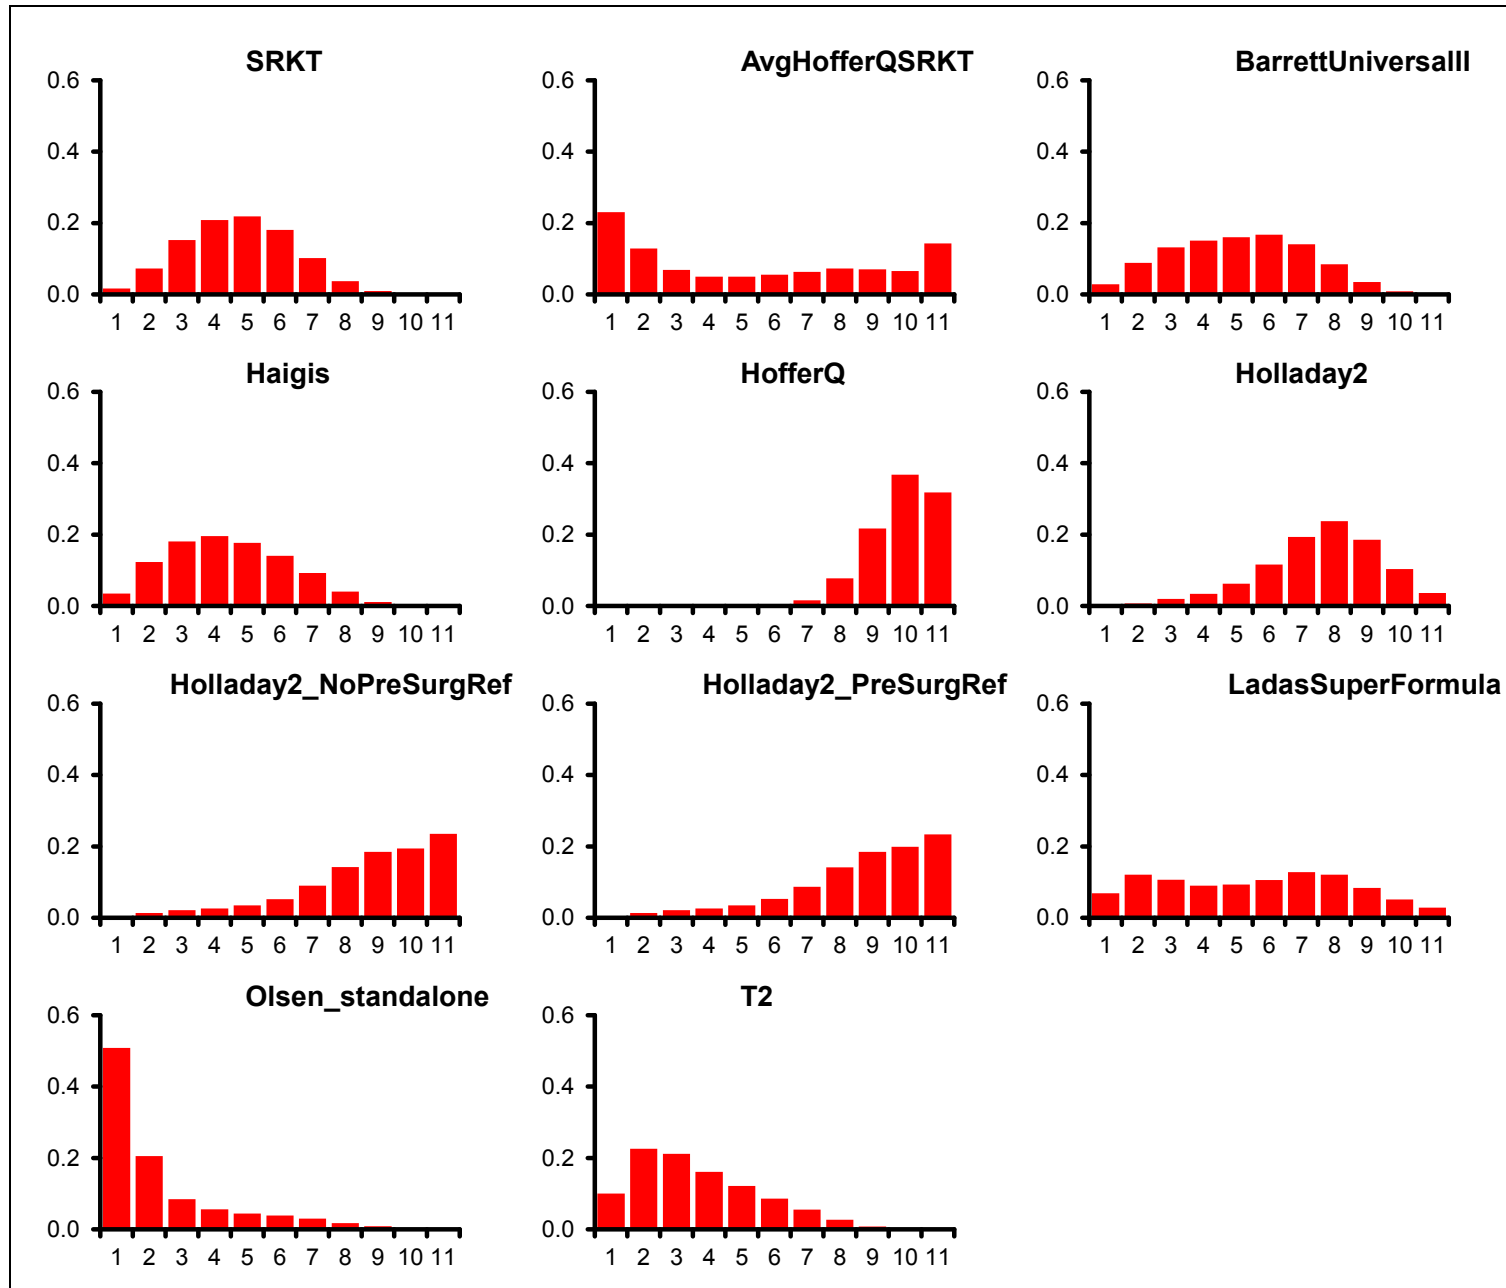 SRKT AvgHofferQSRKT BarrettUniversalII
0.6 0.6 0.6
0.4 0.4 0.4
0.2 0.2 0.2
0.0 0.0 0.0
1 2 3 4 5 6 7 8 9 10 11 1 2 3 4 5 6 7 8 9 10 11 1 2 3 4 5 6 7 8 9 10 11
Haigis HofferQ Holladay2
0.6 0.6 0.6
0.4 0.4 0.4
0.2 0.2 0.2
0.0 0.0 0.0
1 2 3 4 5 6 7 8 9 10 11 1 2 3 4 5 6 7 8 9 10 11 1 2 3 4 5 6 7 8 9 10 11
Holladay2_NoPreSurgRef Holladay2_PreSurgRef LadasSuperFormula
0.6 0.6 0.6
0.4 0.4 0.4
0.2 0.2 0.2
0.0 0.0 0.0
1 2 3 4 5 6 7 8 9 10 11 1 2 3 4 5 6 7 8 9 10 11 1 2 3 4 5 6 7 8 9 10 11
Olsen_standalone T2
0.6 0.6
0.4 0.4
0.2 0.2
0.0 0.0
1 2 3 4 5 6 7 8 9 10 11 1 2 3 4 5 6 7 8 9 10 11